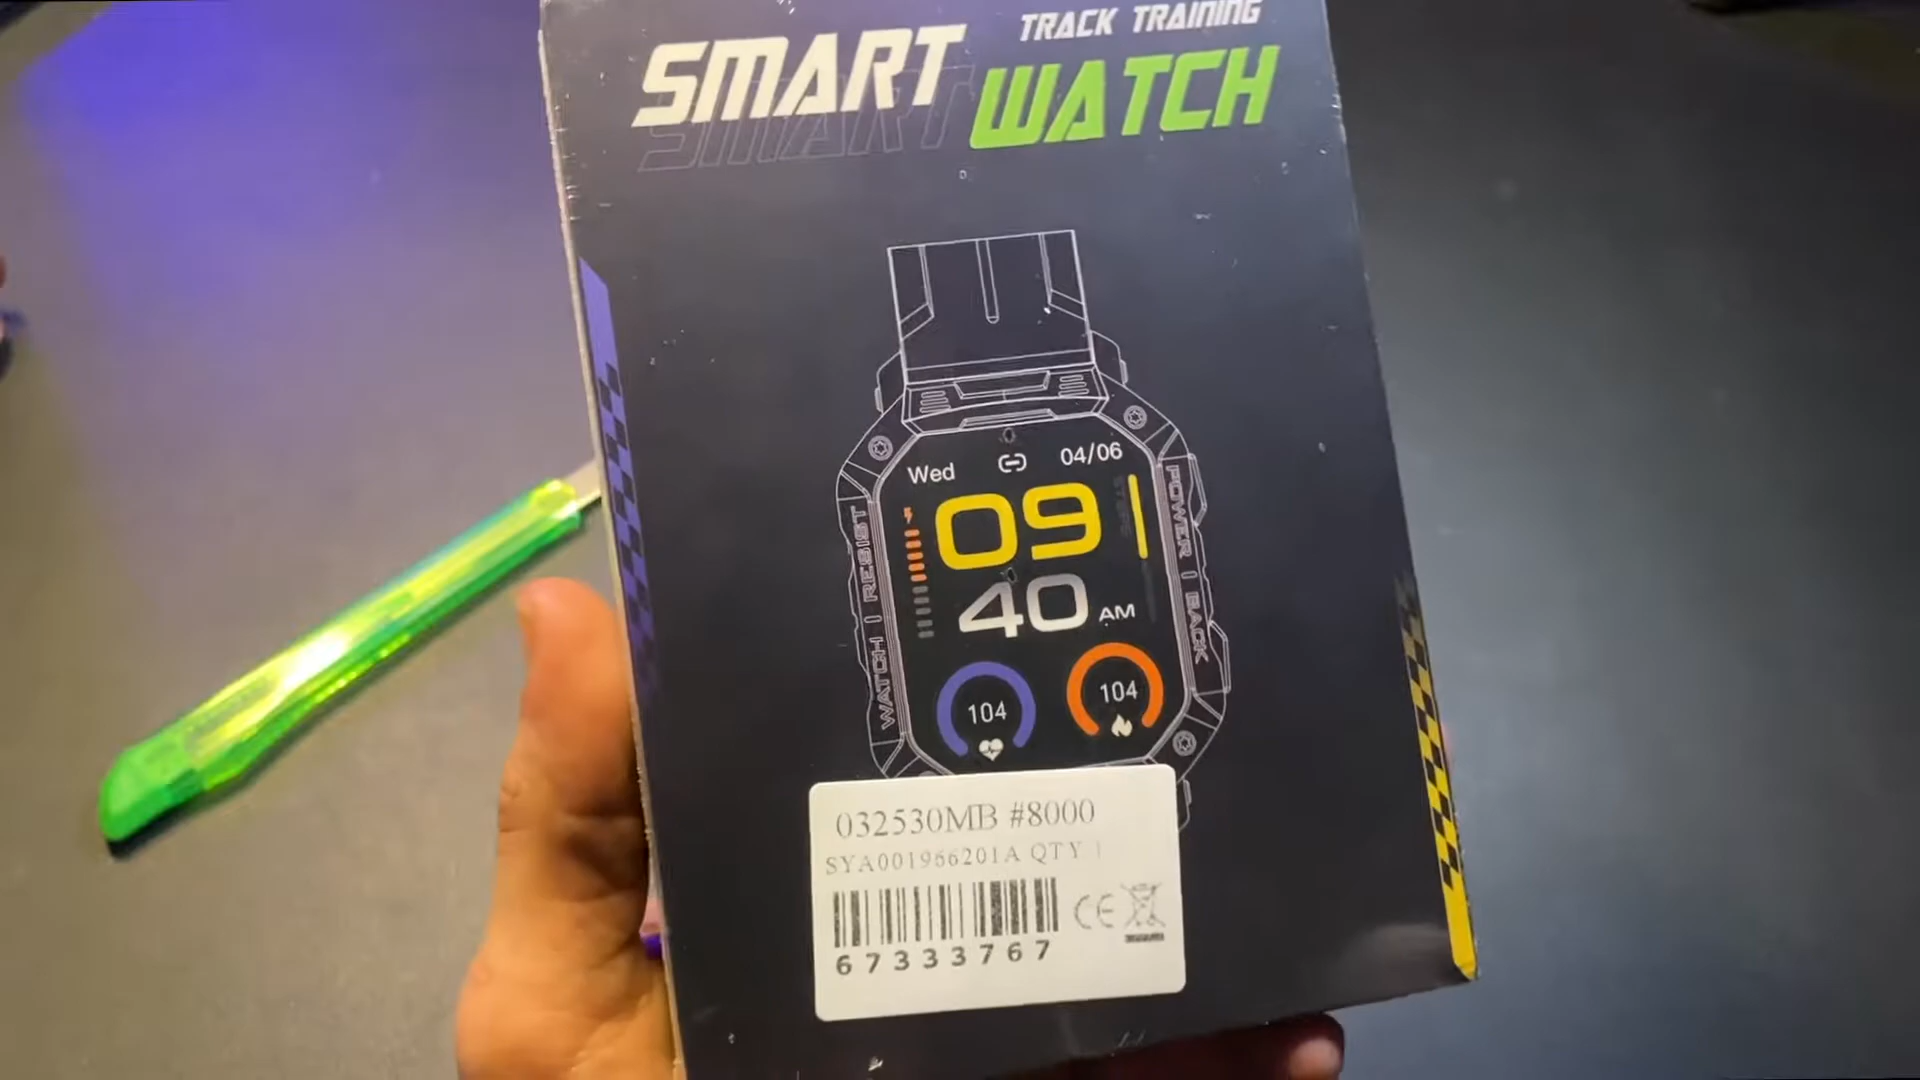 TRACK TRAINING
SMART WATCH
SMART
Wed 04/06
09
40 AM
104 104
WATCH | RESIST
POWER | BACK
032530MB #8000
SYA001966201A QTY 1
CE
67333767